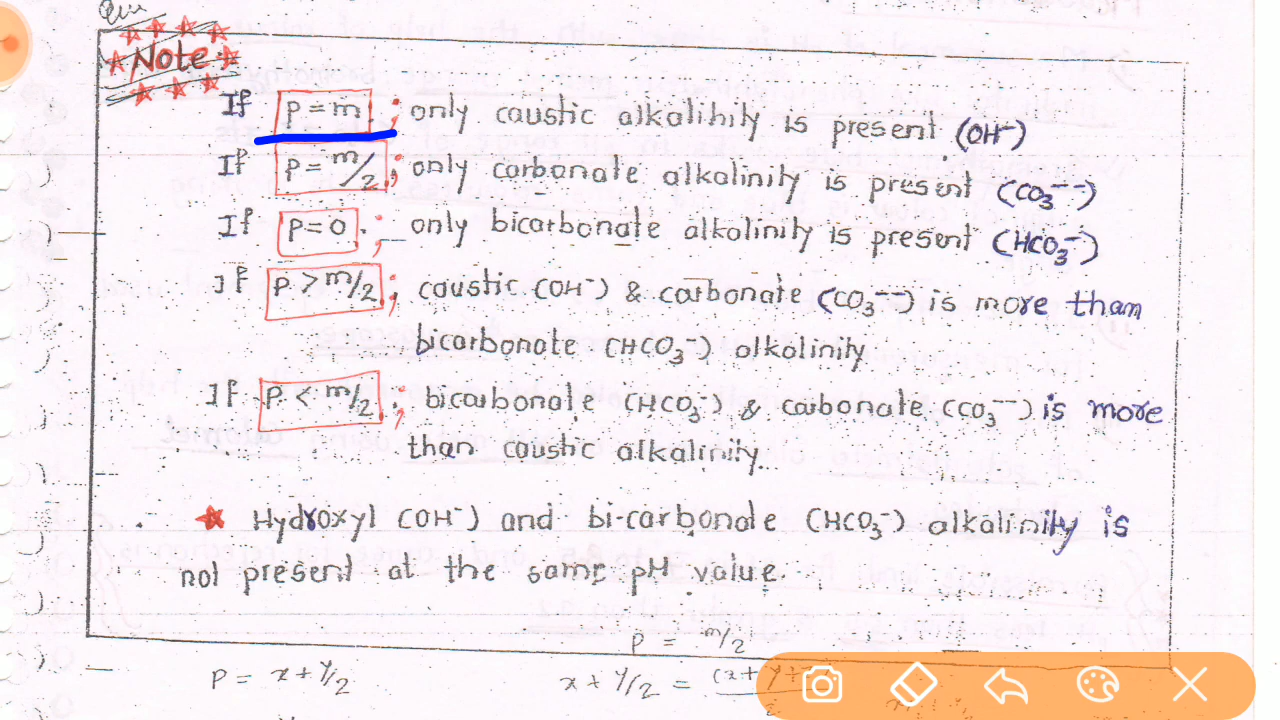 Note:
If P = m ; only caustic alkalinity is present (OH⁻)
If P = m/2 ; only carbonate alkalinity is present (CO₃⁻⁻)
If P = 0 ; only bicarbonate alkalinity is present (HCO₃⁻)
If P > m/2 ; caustic (OH⁻) & carbonate (CO₃⁻⁻) is more than
bicarbonate (HCO₃⁻) alkalinity
If P < m/2 ; bicarbonate (HCO₃⁻) & carbonate (CO₃⁻⁻) is more
than caustic alkalinity.
Hydroxyl (OH⁻) and bi-carbonate (HCO₃⁻) alkalinity is
not present at the same pH value.
P = m/2
P = x + y/2 x + y/2 =